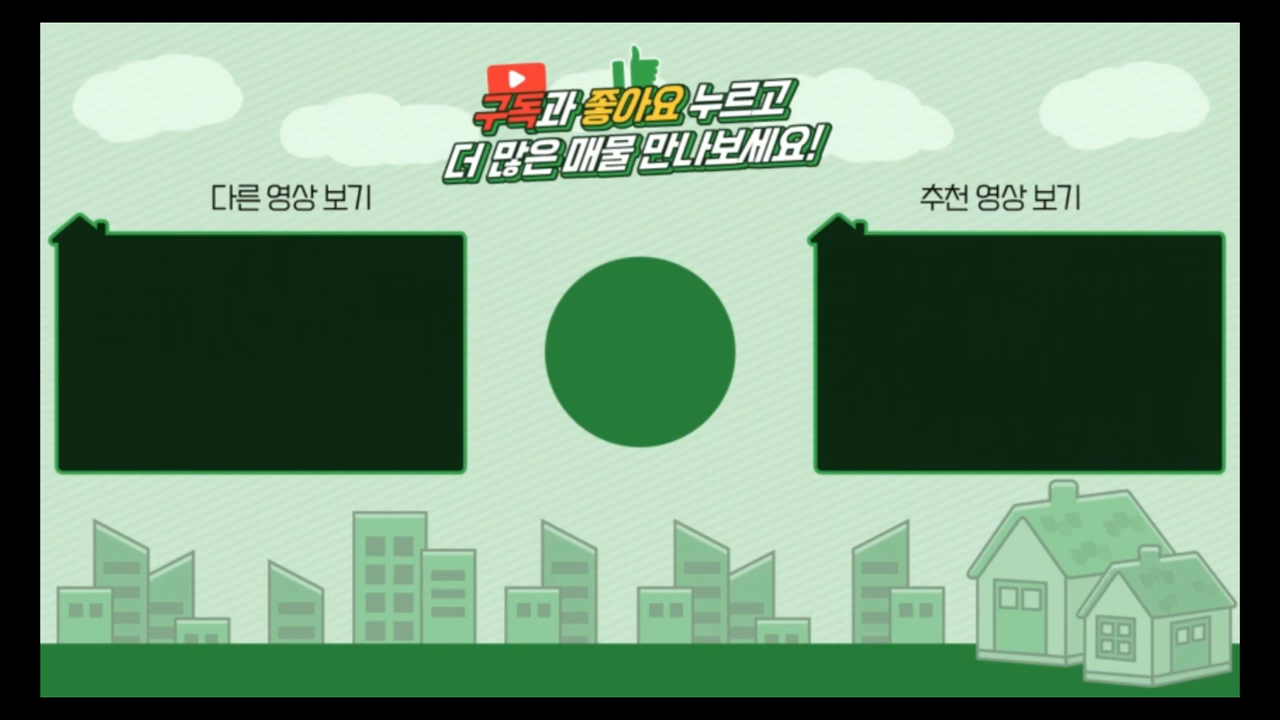 구독과 좋아요 누르고
더 많은 매물 만나보세요!
다른 영상 보기
추천 영상 보기